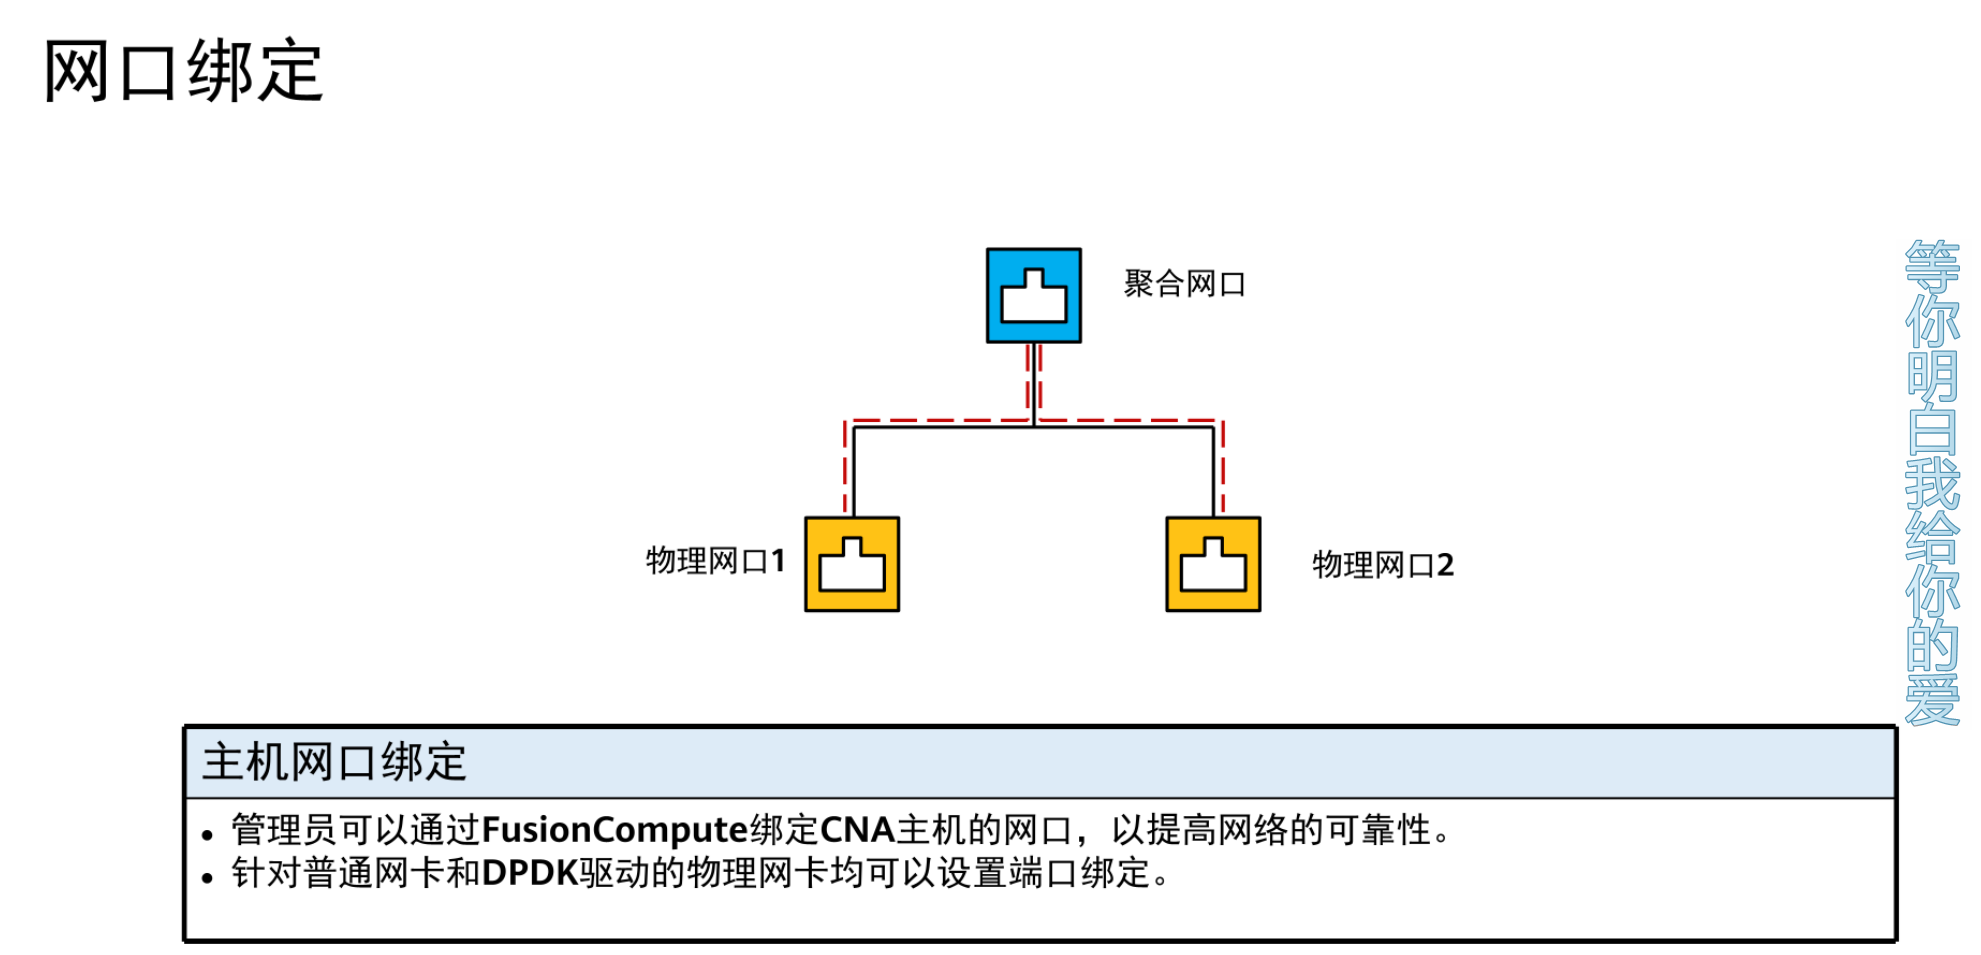 网口绑定
聚合网口
物理网口1
物理网口2
等你明白我给你的爱
主机网口绑定
• 管理员可以通过FusionCompute绑定CNA主机的网口，以提高网络的可靠性。
• 针对普通网卡和DPDK驱动的物理网卡均可以设置端口绑定。